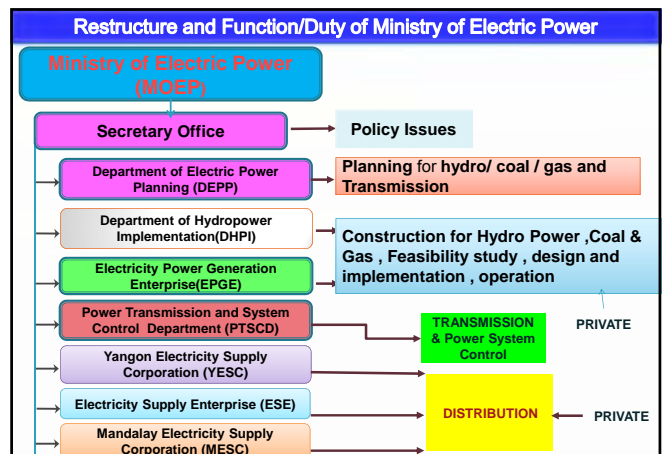 Restructure and Function/Duty of Ministry of Electric Power
Ministry of Electric Power
(MOEP)
Secretary Office
Policy Issues
Department of Electric Power
Planning (DEPP)
Planning for hydro/ coal / gas and
Transmission
Department of Hydropower
Implementation(DHPI)
Construction for Hydro Power ,Coal &
Gas , Feasibility study , design and
implementation , operation
Electricity Power Generation
Enterprise(EPGE)
Power Transmission and System
Control Department (PTSCD)
TRANSMISSION
& Power System
Control
PRIVATE
Yangon Electricity Supply
Corporation (YESC)
Electricity Supply Enterprise (ESE)
DISTRIBUTION
PRIVATE
Mandalay Electricity Supply
Corporation (MESC)